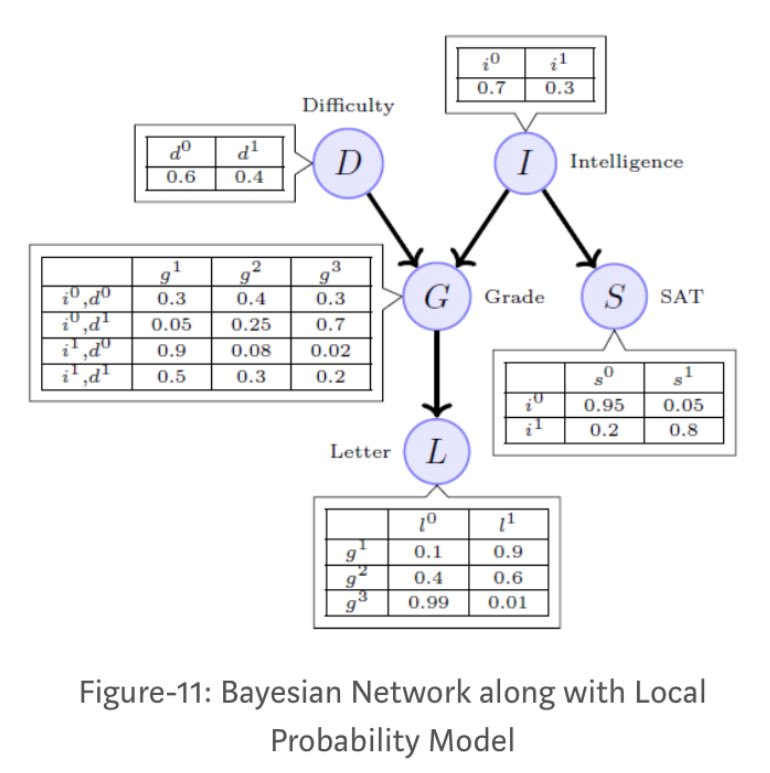 i⁰ i¹
0.7 0.3
Difficulty
d⁰ d¹
0.6 0.4
D
I
Intelligence
g¹ g² g³
i⁰,d⁰ 0.3 0.4 0.3
i⁰,d¹ 0.05 0.25 0.7
i¹,d⁰ 0.9 0.08 0.02
i¹,d¹ 0.5 0.3 0.2
G
Grade
S
SAT
s⁰ s¹
i⁰ 0.95 0.05
i¹ 0.2 0.8
Letter
L
l⁰ l¹
g¹ 0.1 0.9
g² 0.4 0.6
g³ 0.99 0.01
Figure-11: Bayesian Network along with Local
Probability Model